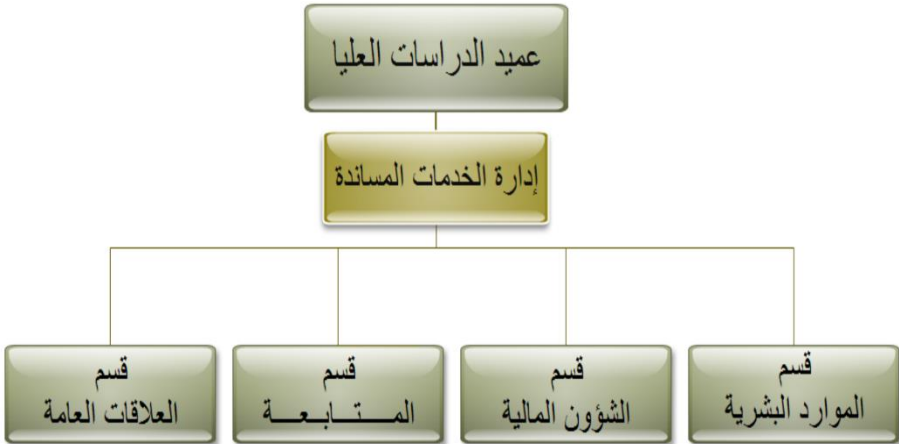 عميد الدراسات العليا
إدارة الخدمات المساندة
قسم
الموارد البشرية
قسم
الشؤون المالية
قسم
المـــتـــابـــعـــة
قسم
العلاقات العامة